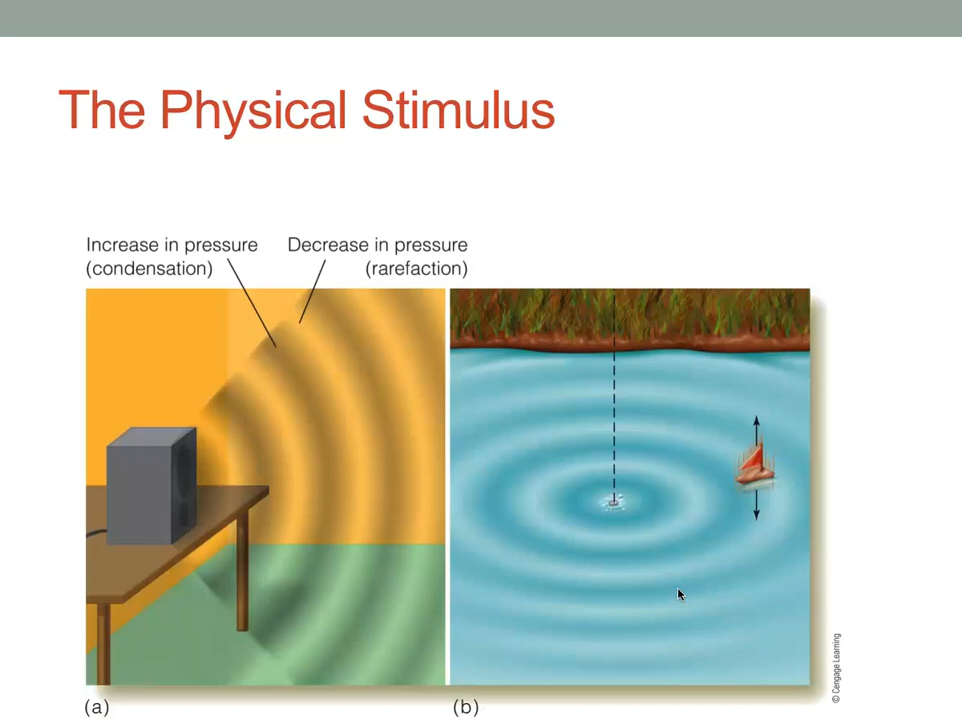 The Physical Stimulus
Increase in pressure
(condensation)
Decrease in pressure
(rarefaction)
© Cengage Learning
(a)
(b)